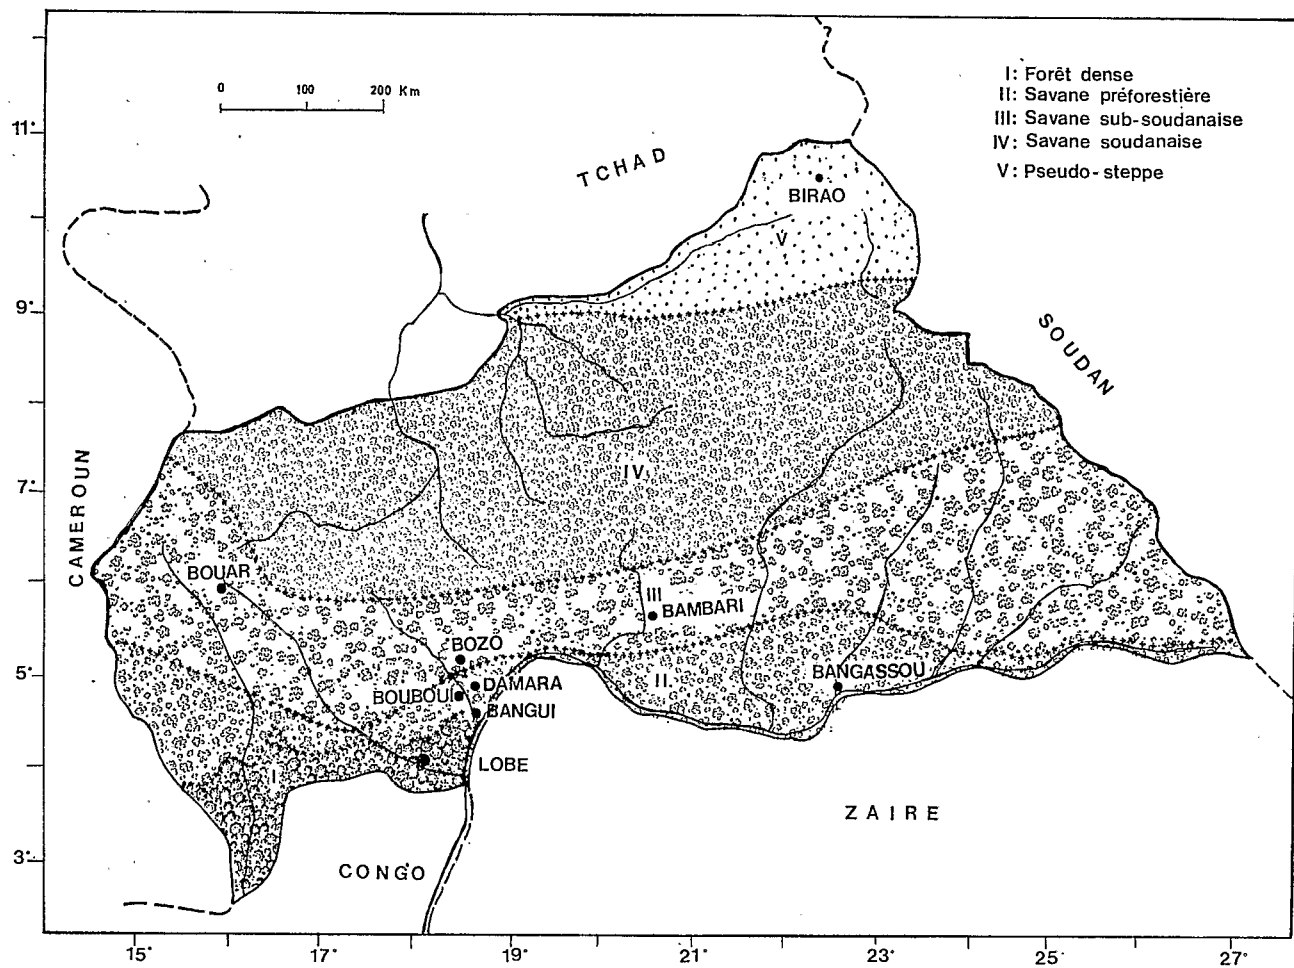 ?
0 100 200 Km
I: Forêt dense
II: Savane préforestière
III: Savane sub-soudanaise
IV: Savane soudanaise
V: Pseudo-steppe
11°
TCHAD
BIRAO
V
9°
SOUDAN
CAMEROUN
7°
IV
BOUAR
III
BAMBARI
BOZO
5°
BOUBOUI
DAMARA
BANGUI
II
BANGASSOU
LOBE
I
I
ZAIRE
3°
CONGO
15° 17° 19° 21° 23° 25° 27°